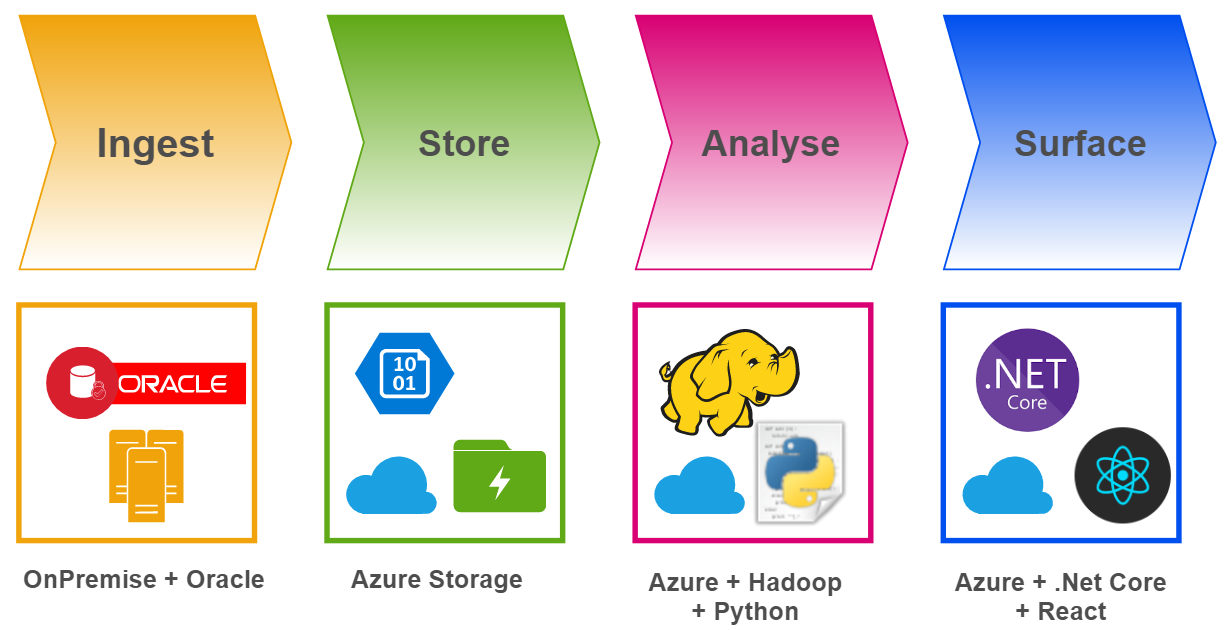 Ingest
Store
Analyse
Surface
ORACLE
10
01
.NET
Core
OnPremise + Oracle
Azure Storage
Azure + Hadoop
+ Python
Azure + .Net Core
+ React